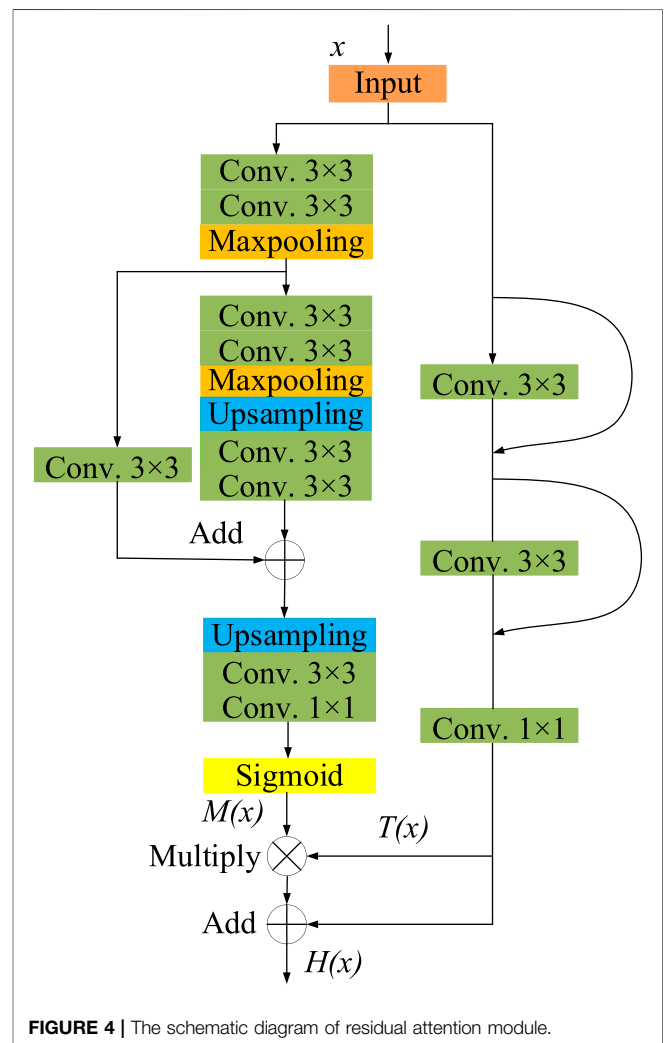 x
Input
Conv. 3×3
Conv. 3×3
Maxpooling
Conv. 3×3
Conv. 3×3
Maxpooling
Upsampling
Conv. 3×3
Conv. 3×3
Conv. 3×3
Add
Upsampling
Conv. 3×3
Conv. 1×1
Sigmoid
M(x)
Conv. 3×3
Conv. 3×3
Conv. 1×1
T(x)
Multiply
Add
H(x)
FIGURE 4 | The schematic diagram of residual attention module.